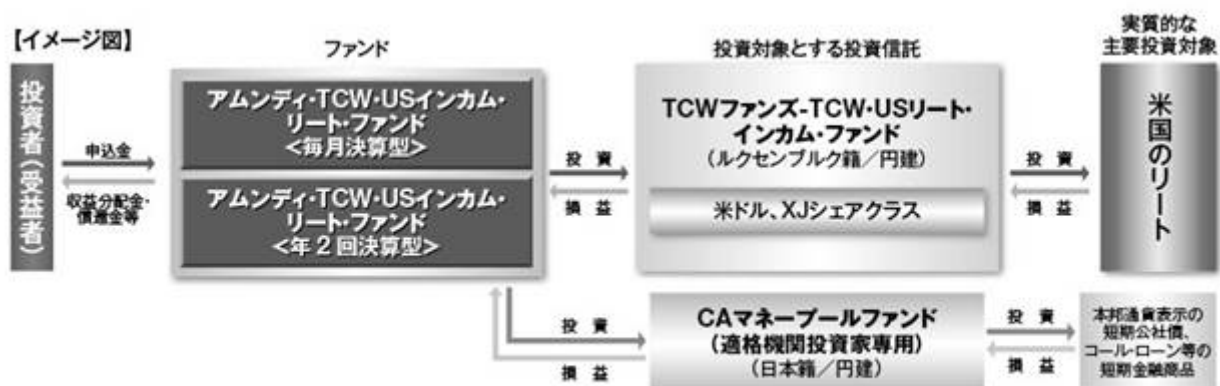 【イメージ図】
投資者(受益者)
申込金
収益分配金・
償還金等
ファンド
アムンディ・TCW・USインカム・
リート・ファンド
<毎月決算型>
アムンディ・TCW・USインカム・
リート・ファンド
<年2回決算型>
投資
損益
投資対象とする投資信託
TCWファンズ-TCW・USリート・
インカム・ファンド
(ルクセンブルク籍/円建)
米ドル、XJシェアクラス
投資
損益
実質的な
主要投資対象
米国のリート
投資
損益
CAマネープールファンド
(適格機関投資家専用)
(日本籍/円建)
投資
損益
本邦通貨表示の
短期公社債、
コール・ローン等の
短期金融商品